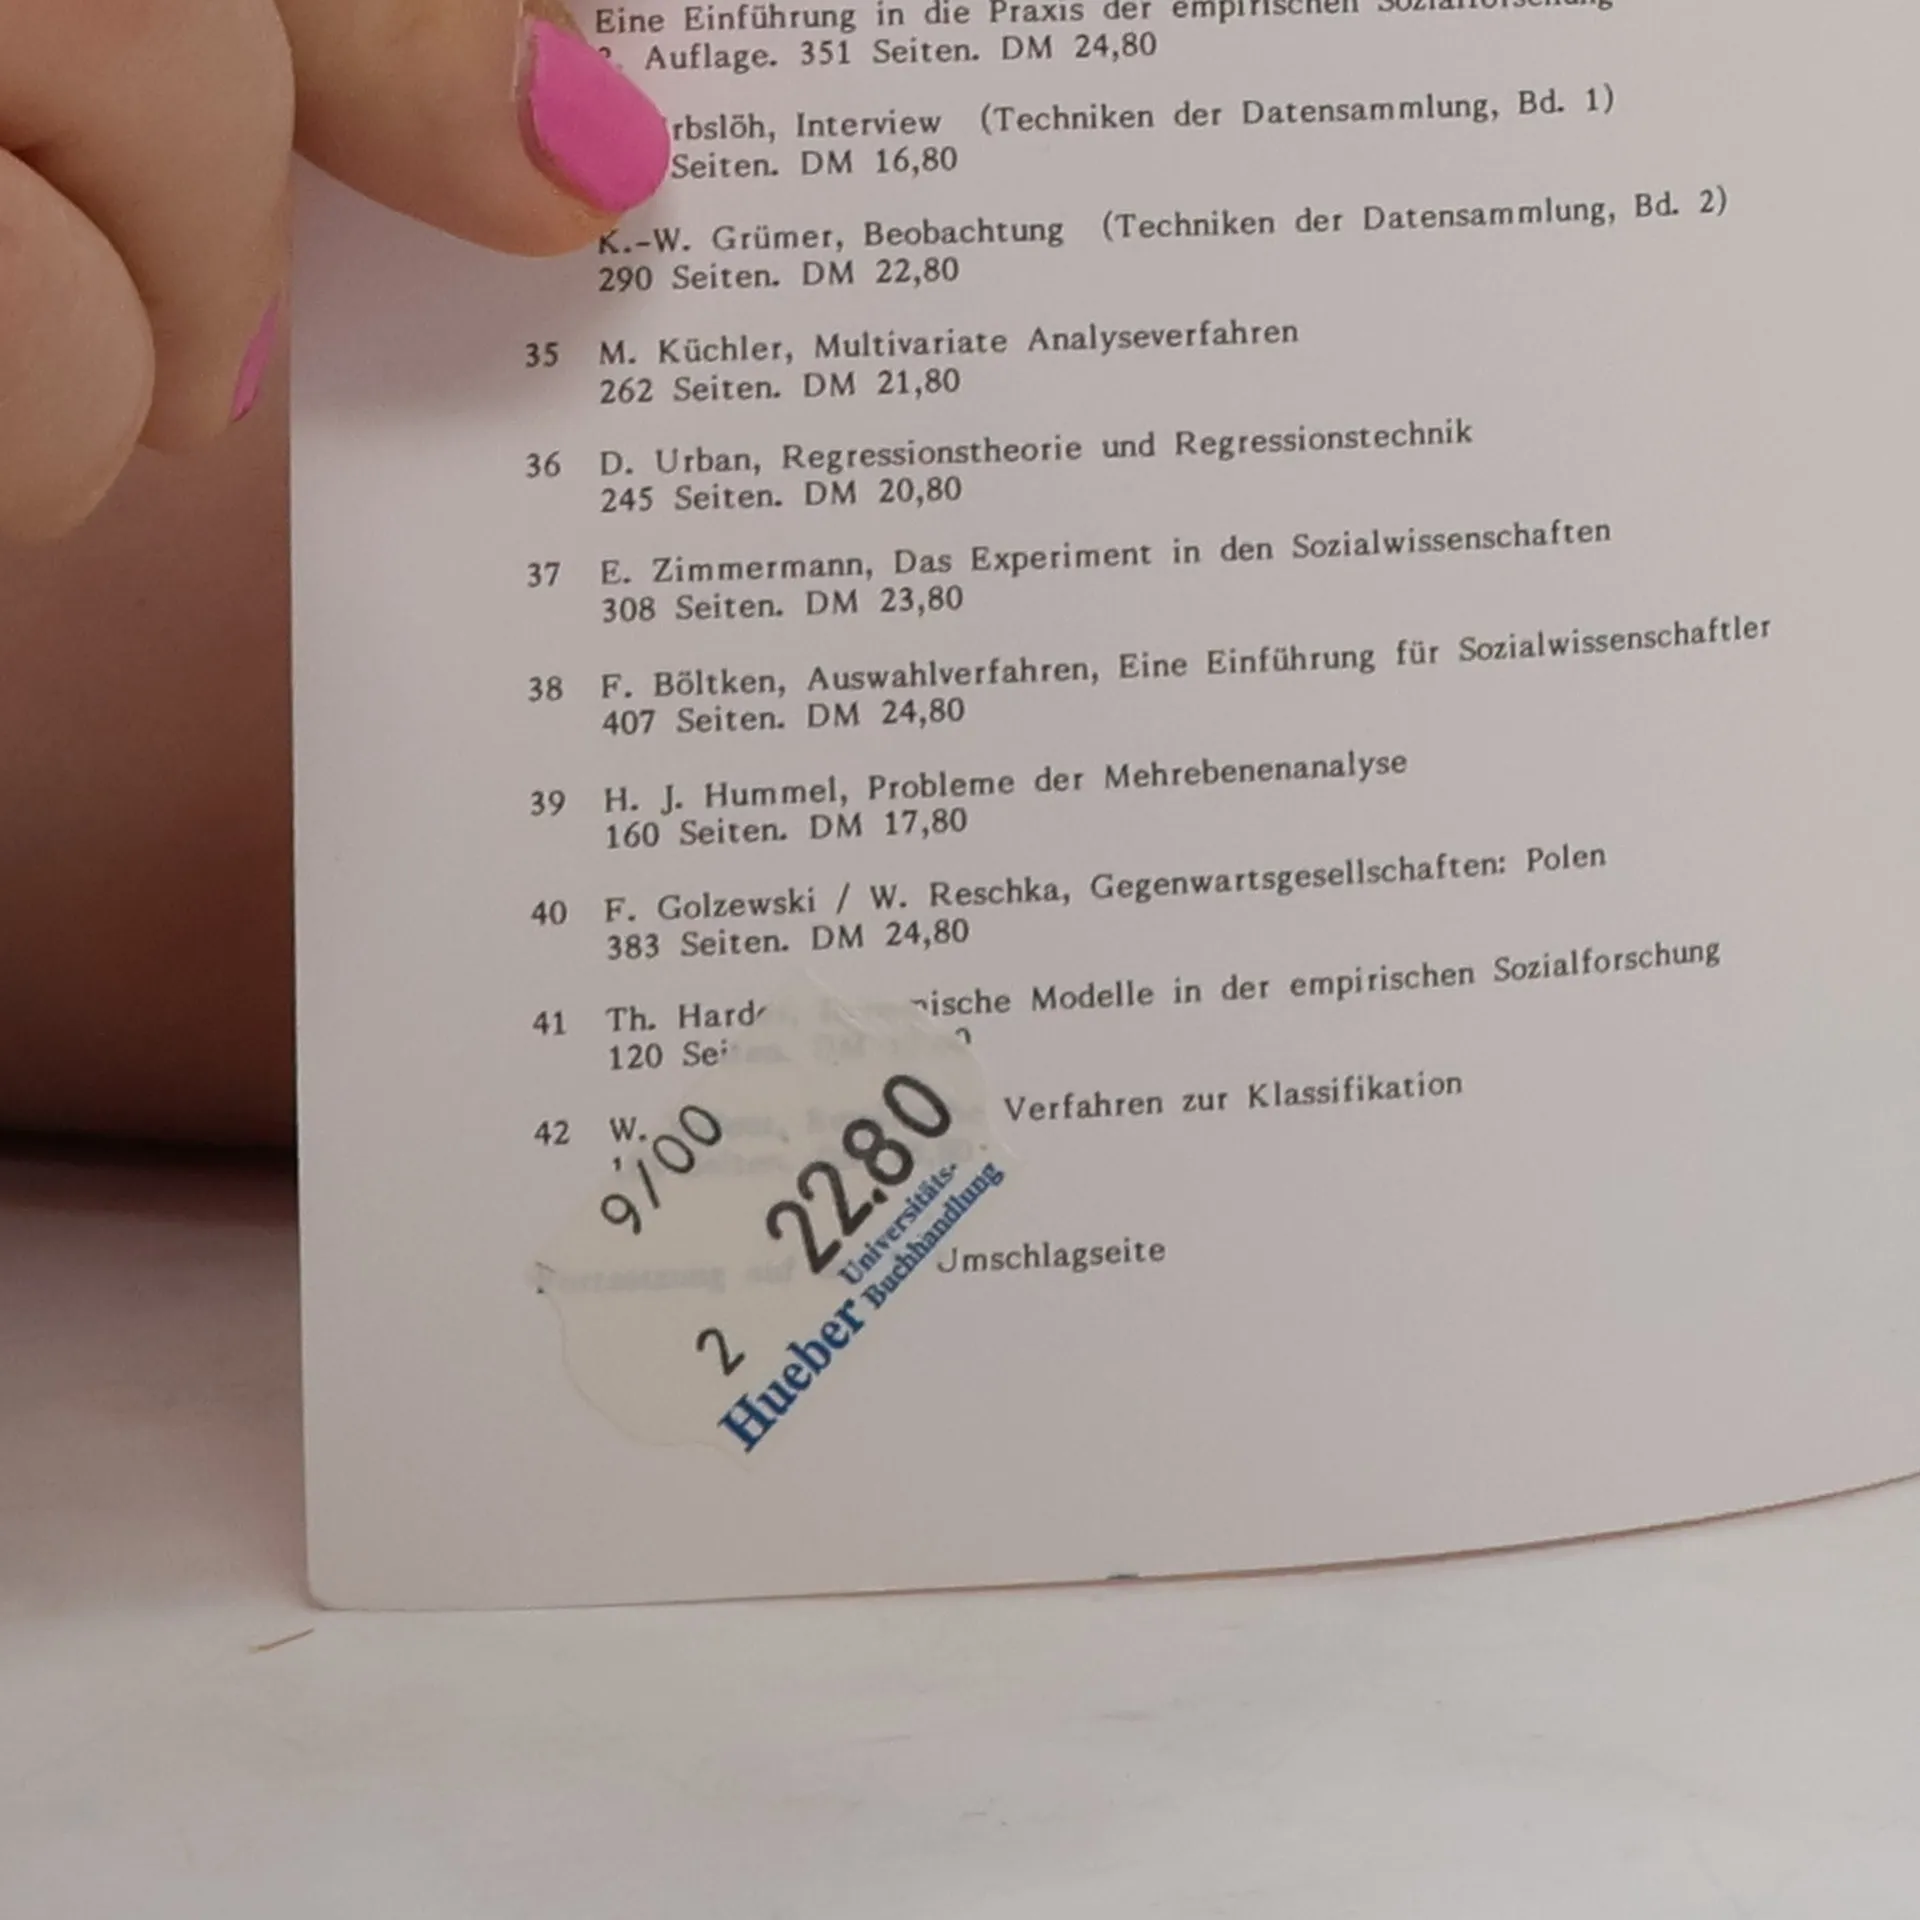 Eine Einführung in die Praxis der empirischen Sozialforschung
Auflage. 351 Seiten. DM 24,80
rbslöh, Interview (Techniken der Datensammlung, Bd. 1)
Seiten. DM 16,80
K.-W. Grümer, Beobachtung (Techniken der Datensammlung, Bd. 2)
290 Seiten. DM 22,80
35 M. Küchler, Multivariate Analyseverfahren
262 Seiten. DM 21,80
36 D. Urban, Regressionstheorie und Regressionstechnik
245 Seiten. DM 20,80
37 E. Zimmermann, Das Experiment in den Sozialwissenschaften
308 Seiten. DM 23,80
38 F. Böltken, Auswahlverfahren, Eine Einführung für Sozialwissenschaftler
407 Seiten. DM 24,80
39 H. J. Hummel, Probleme der Mehrebenenanalyse
160 Seiten. DM 17,80
40 F. Golzewski / W. Reschka, Gegenwartsgesellschaften: Polen
383 Seiten. DM 24,80
41 Th. Hard ische Modelle in der empirischen Sozialforschung
120 Sei
42 W. Verfahren zur Klassifikation
9/00
22.80
Universitäts-
Buchhandlung
Hueber
2
Umschlagseite